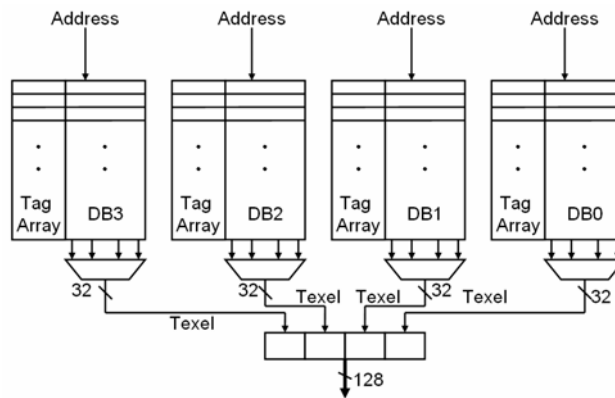 Address Address Address Address
Tag Array DB3 Tag Array DB2 Tag Array DB1 Tag Array DB0
32 32 32 32
Texel Texel Texel Texel
128